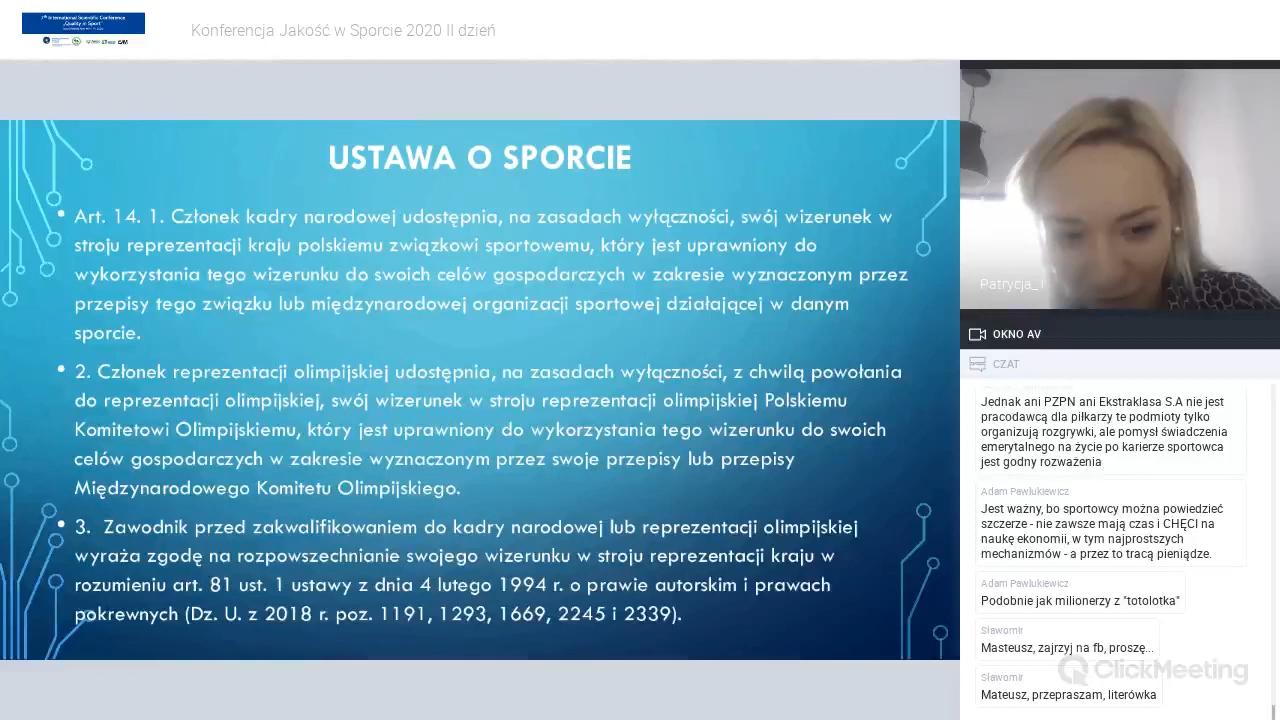 7th International Scientific Conference
"Quality in Sport"
Konferencja Jakość w Sporcie 2020 II dzień
USTAWA O SPORCIE
• Art. 14. 1. Członek kadry narodowej udostępnia, na zasadach wyłączności, swój wizerunek w
stroju reprezentacji kraju polskiemu związkowi sportowemu, który jest uprawniony do
wykorzystania tego wizerunku do swoich celów gospodarczych w zakresie wyznaczonym przez
przepisy tego związku lub międzynarodowej organizacji sportowej działającej w danym
sporcie.
• 2. Członek reprezentacji olimpijskiej udostępnia, na zasadach wyłączności, z chwilą powołania
do reprezentacji olimpijskiej, swój wizerunek w stroju reprezentacji olimpijskiej Polskiemu
Komitetowi Olimpijskiemu, który jest uprawniony do wykorzystania tego wizerunku do swoich
celów gospodarczych w zakresie wyznaczonym przez swoje przepisy lub przepisy
Międzynarodowego Komitetu Olimpijskiego.
• 3. Zawodnik przed zakwalifikowaniem do kadry narodowej lub reprezentacji olimpijskiej
wyraża zgodę na rozpowszechnianie swojego wizerunku w stroju reprezentacji kraju w
rozumieniu art. 81 ust. 1 ustawy z dnia 4 lutego 1994 r. o prawie autorskim i prawach
pokrewnych (Dz. U. z 2018 r. poz. 1191, 1293, 1669, 2245 i 2339).
Patrycja_
OKNO AV
CZAT
Jednak ani PZPN ani Ekstraklasa S.A nie jest
pracodawcą dla piłkarzy te podmioty tylko
organizują rozgrywki, ale pomysł świadczenia
emerytalnego na życie po karierze sportowca
jest godny rozważenia
Adam Pawlukiewicz
Jest ważny, bo sportowcy można powiedzieć
szczerze - nie zawsze mają czas i CHĘCI na
naukę ekonomii, w tym najprostszych
mechanizmów - a przez to tracą pieniądze.
Adam Pawlukiewicz
Podobnie jak milionerzy z "totolotka"
Sławomir
Masteusz, zajrzyj na fb, proszę...
Sławomir
Mateusz, przepraszam, literówka
ClickMeeting